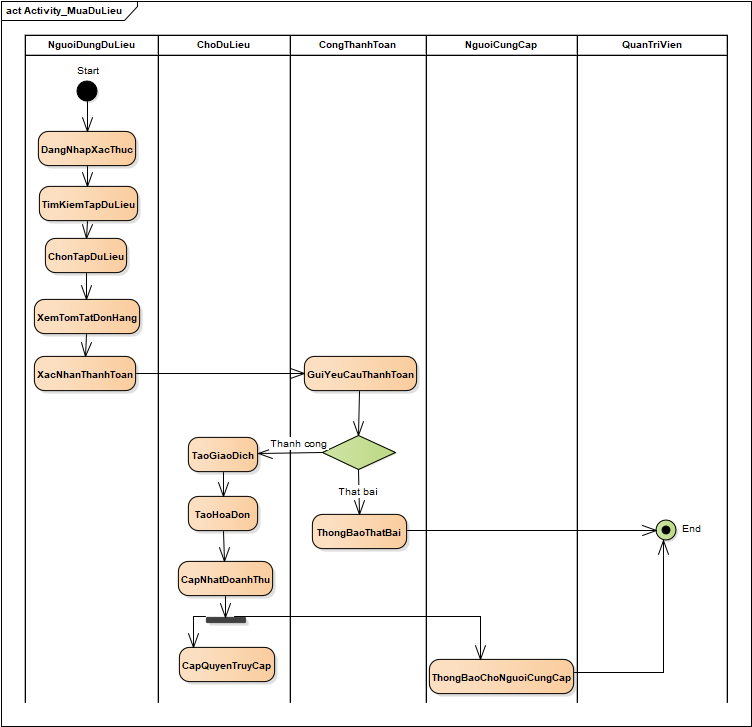 act Activity_MuaDuLieu
NguoiDungDuLieu
ChoDuLieu
CongThanhToan
NguoiCungCap
QuanTriVien
Start
DangNhapXacThuc
TimKiemTapDuLieu
ChonTapDuLieu
XemTomTatDonHang
XacNhanThanhToan
GuiYeuCauThanhToan
Thanh cong
TaoGiaoDich
That bai
TaoHoaDon
ThongBaoThatBai
End
CapNhatDoanhThu
CapQuyenTruyCap
ThongBaoChoNguoiCungCap